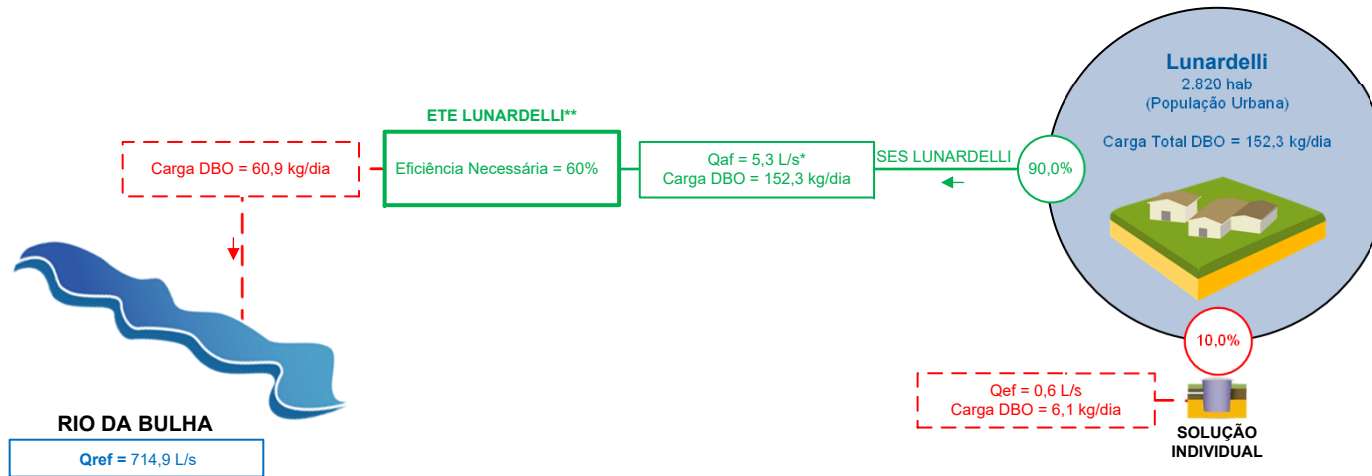 Lunardelli
2.820 hab
(População Urbana)
Carga Total DBO = 152,3 kg/dia
90,0%
SES LUNARDELLI
Qaf = 5,3 L/s*
Carga DBO = 152,3 kg/dia
ETE LUNARDELLI**
Eficiência Necessária = 60%
Carga DBO = 60,9 kg/dia
10,0%
Qef = 0,6 L/s
Carga DBO = 6,1 kg/dia
SOLUÇÃO
INDIVIDUAL
RIO DA BULHA
Qref = 714,9 L/s